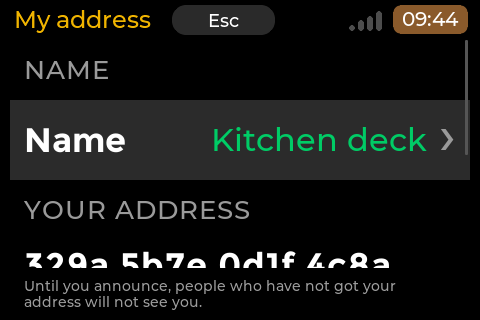 My address
Esc
09:44
NAME
Name
Kitchen deck
YOUR ADDRESS
329a 5b7e 0d1f 4c8a
Until you announce, people who have not got your
address will not see you.